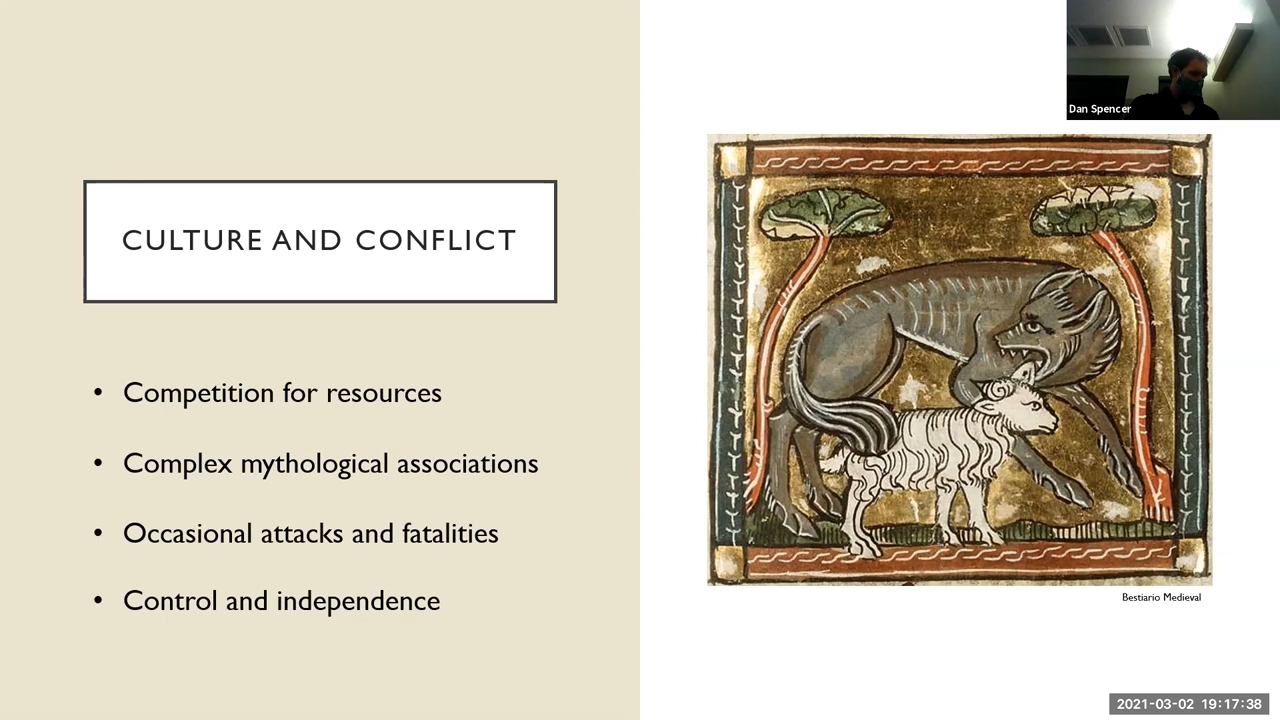 Dan Spencer
CULTURE AND CONFLICT
• Competition for resources
• Complex mythological associations
• Occasional attacks and fatalities
• Control and independence
Bestiario Medieval
2021-03-02 19:17:38